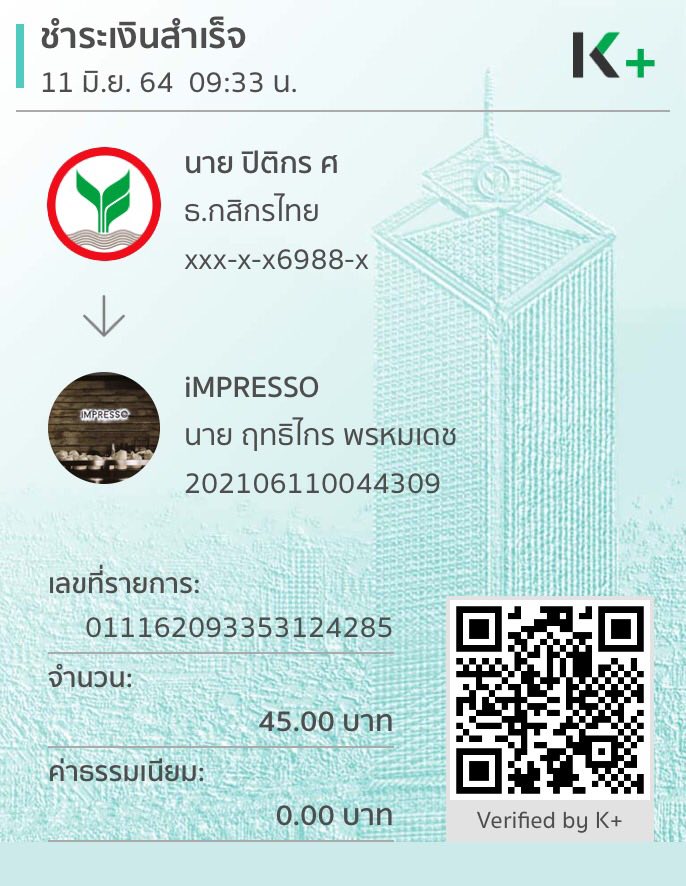 ชำระเงินสำเร็จ
11 มิ.ย. 64 09:33 น.
K+
นาย ปิติกร ศ
ธ.กสิกรไทย
xxx-x-x6988-x
iMPRESSO
iMPRESSO
นาย ฤทธิไกร พรหมเดช
202106110044309
เลขที่รายการ:
011162093353124285
จำนวน:
45.00 บาท
ค่าธรรมเนียม:
0.00 บาท
Verified by K+